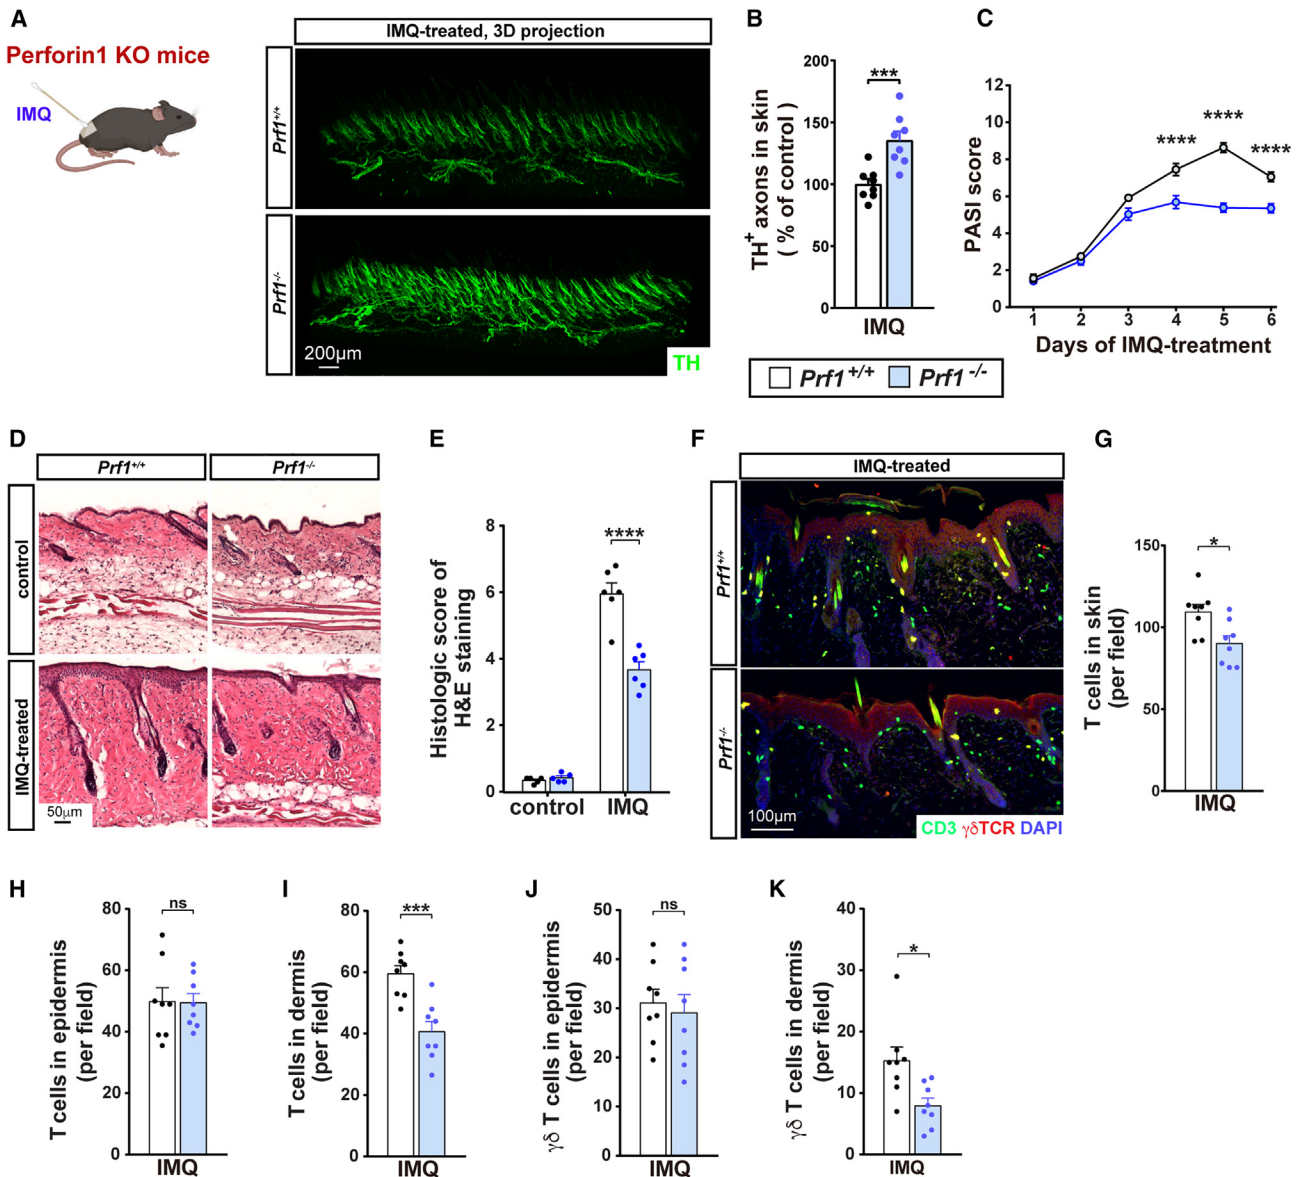 A
Perforin1 KO mice
IMQ
IMQ-treated, 3D projection
Prf1+/+
Prf1-/-
200μm
TH
B
TH+ axons in skin
( % of control )
200
150
100
50
0
***
IMQ
C
PASI score
12
10
8
6
4
2
0
****
****
****
1 2 3 4 5 6
Days of IMQ-treatment
Prf1+/+ Prf1-/-
D
Prf1+/+ Prf1-/-
control
IMQ-treated
50μm
E
Histologic score of
H&E staining
8
6
4
2
0
****
control IMQ
F
IMQ-treated
Prf1+/+
Prf1-/-
100μm
CD3 γδTCR DAPI
G
T cells in skin
(per field)
150
100
50
0
*
IMQ
H
T cells in epidermis
(per field)
80
60
40
20
0
ns
IMQ
I
T cells in dermis
(per field)
80
60
40
20
0
***
IMQ
J
γδ T cells in epidermis
(per field)
50
40
30
20
10
0
ns
IMQ
K
γδ T cells in dermis
(per field)
40
30
20
10
0
*
IMQ